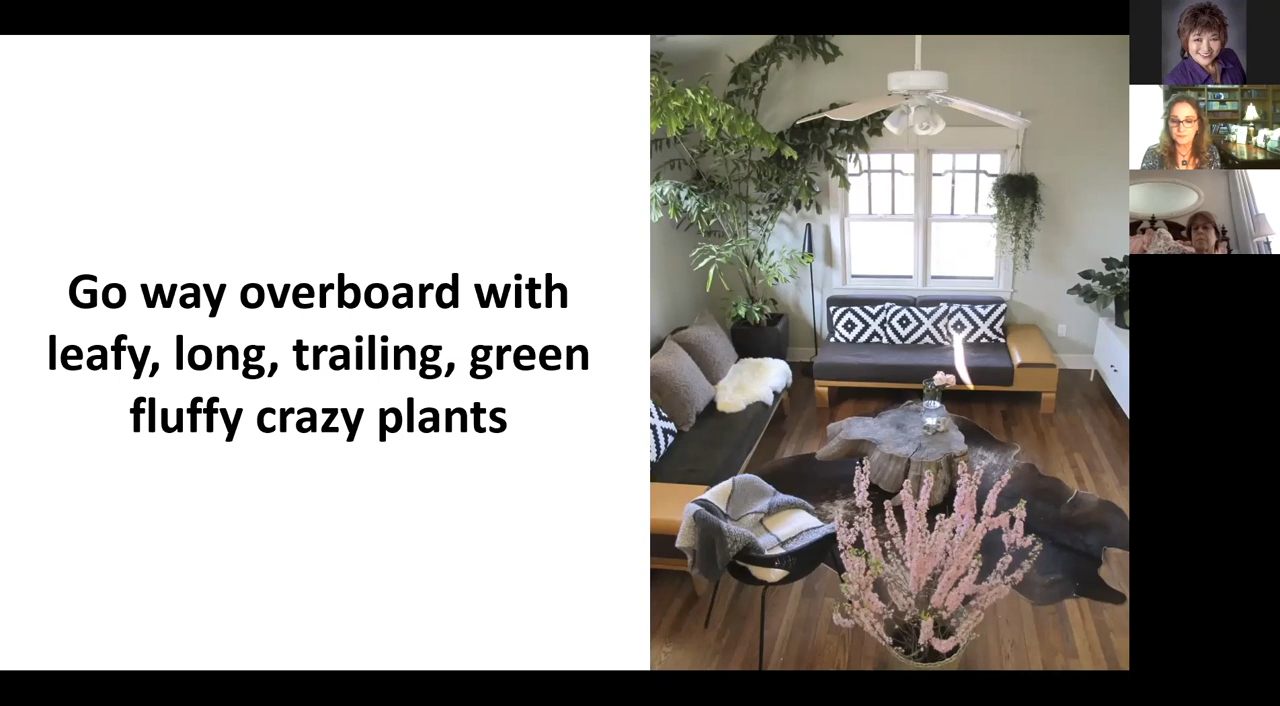 Go way overboard with
leafy, long, trailing, green
fluffy crazy plants